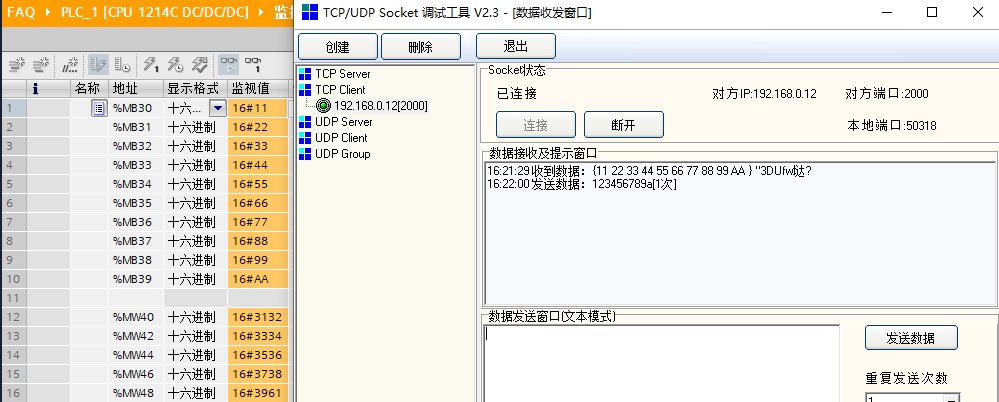 FAQ ▸ PLC_1 [CPU 1214C DC/DC/DC] ▸ 监控
i 名称 地址 显示格式 监视值
1 %MB30 十六... 16#11
2 %MB31 十六进制 16#22
3 %MB32 十六进制 16#33
4 %MB33 十六进制 16#44
5 %MB34 十六进制 16#55
6 %MB35 十六进制 16#66
7 %MB36 十六进制 16#77
8 %MB37 十六进制 16#88
9 %MB38 十六进制 16#99
10 %MB39 十六进制 16#AA
11
12 %MW40 十六进制 16#3132
13 %MW42 十六进制 16#3334
14 %MW44 十六进制 16#3536
15 %MW46 十六进制 16#3738
16 %MW48 十六进制 16#3961
TCP/UDP Socket 调试工具 V2.3 - [数据收发窗口]
创建 删除 退出
TCP Server
TCP Client
192.168.0.12[2000]
UDP Server
UDP Client
UDP Group
Socket状态
已连接 对方IP:192.168.0.12 对方端口:2000
连接 断开 本地端口:50318
数据接收及提示窗口
16:21:29 收到数据：{11 22 33 44 55 66 77 88 99 AA } "3DUfw
16:22:00 发送数据：123456789a[1次]
数据发送窗口(文本模式)
发送数据
重复发送次数
1